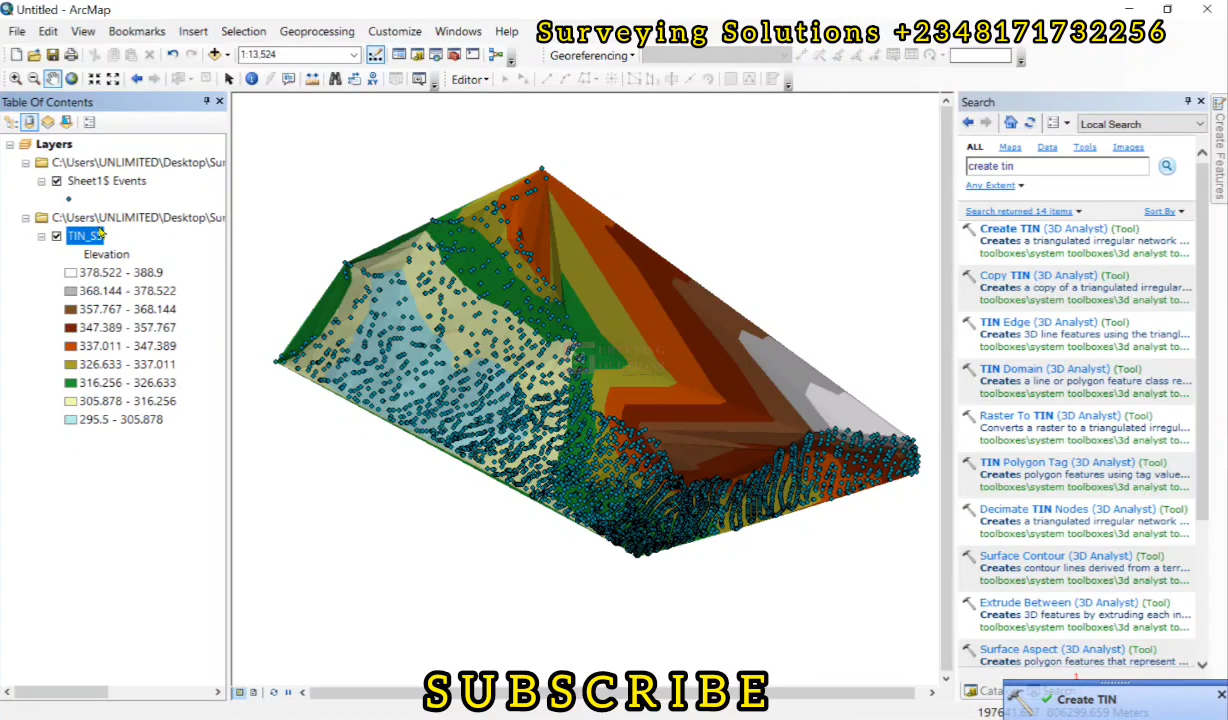 Untitled - ArcMap
Surveying Solutions +2348171732256
File Edit View Bookmarks Insert Selection Geoprocessing Customize Windows Help
1:13,524
Georeferencing
Editor
Table Of Contents
Layers
C:\Users\UNLIMITED\Desktop\Sur
Sheet1$ Events
C:\Users\UNLIMITED\Desktop\Sur
TIN_SS
Elevation
378.522 - 388.9
368.144 - 378.522
357.767 - 368.144
347.389 - 357.767
337.011 - 347.389
326.633 - 337.011
316.256 - 326.633
305.878 - 316.256
295.5 - 305.878
Search
Local Search
ALL Maps Data Tools Images
create tin
Any Extent
Search returned 14 items Sort By
Create TIN (3D Analyst) (Tool)
Creates a triangulated irregular network ...
toolboxes\system toolboxes\3d analyst to...
Copy TIN (3D Analyst) (Tool)
Creates a copy of a triangulated irregular...
toolboxes\system toolboxes\3d analyst to...
TIN Edge (3D Analyst) (Tool)
Creates 3D line features using the triangl...
toolboxes\system toolboxes\3d analyst to...
TIN Domain (3D Analyst) (Tool)
Creates a line or polygon feature class re...
toolboxes\system toolboxes\3d analyst to...
Raster To TIN (3D Analyst) (Tool)
Converts a raster to a triangulated irregul...
toolboxes\system toolboxes\3d analyst to...
TIN Polygon Tag (3D Analyst) (Tool)
Creates polygon features using tag value...
toolboxes\system toolboxes\3d analyst to...
Decimate TIN Nodes (3D Analyst) (Tool)
Creates a triangulated irregular network ...
toolboxes\system toolboxes\3d analyst to...
Surface Contour (3D Analyst) (Tool)
Creates contour lines derived from a terr...
toolboxes\system toolboxes\3d analyst to...
Extrude Between (3D Analyst) (Tool)
Creates 3D features by extruding each in...
toolboxes\system toolboxes\3d analyst to...
Surface Aspect (3D Analyst) (Tool)
Creates polygon features that represent ...
1
Create Features
SUBSCRIBE
Create TIN